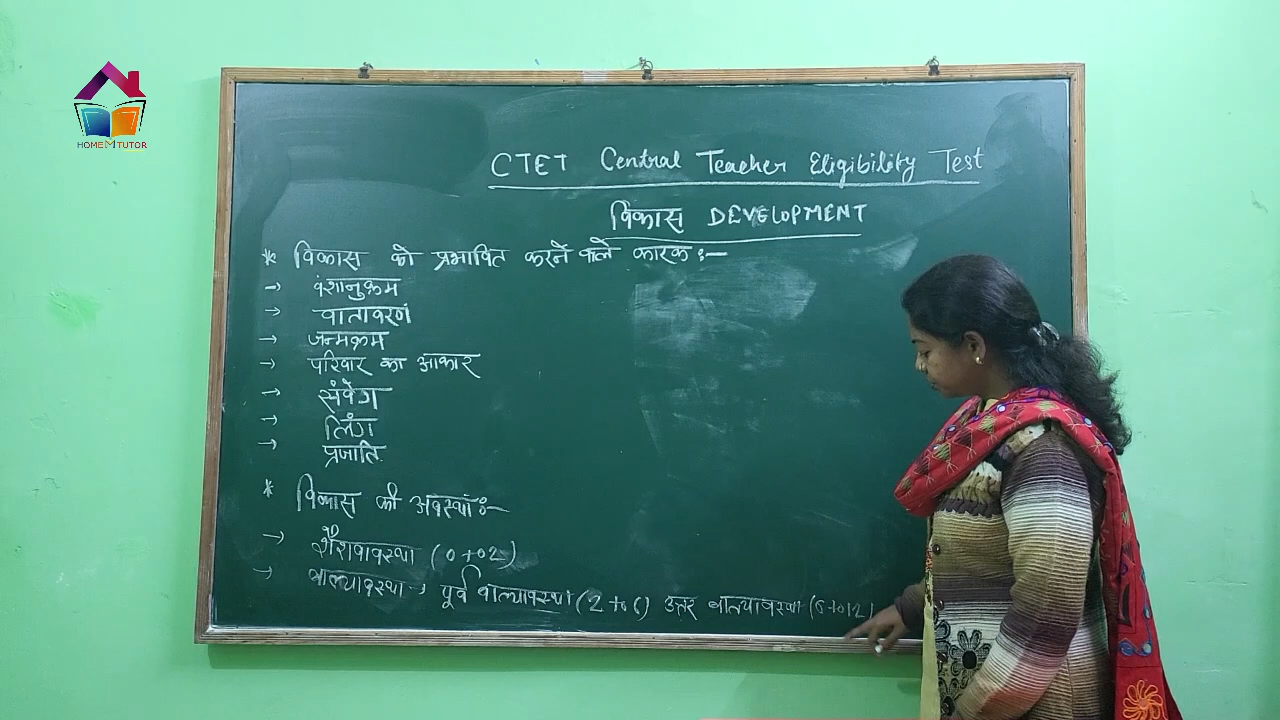 HOME M TUTOR
CTET Central Teacher Eligibility Test
विकास DEVELOPMENT
* विकास को प्रभावित करने वाले कारक :-
→ वंशानुक्रम
→ वातावरण
→ जन्मक्रम
→ परिवार का आकार
→ संवेग
→ लिंग
→ प्रजाति
* विकास की अवस्थाएं :-
→ शैशवावस्था (0 to 2)
→ बाल्यावस्था → पूर्व बाल्यावस्था (2 to 6) उत्तर बाल्यावस्था (6 to 12)